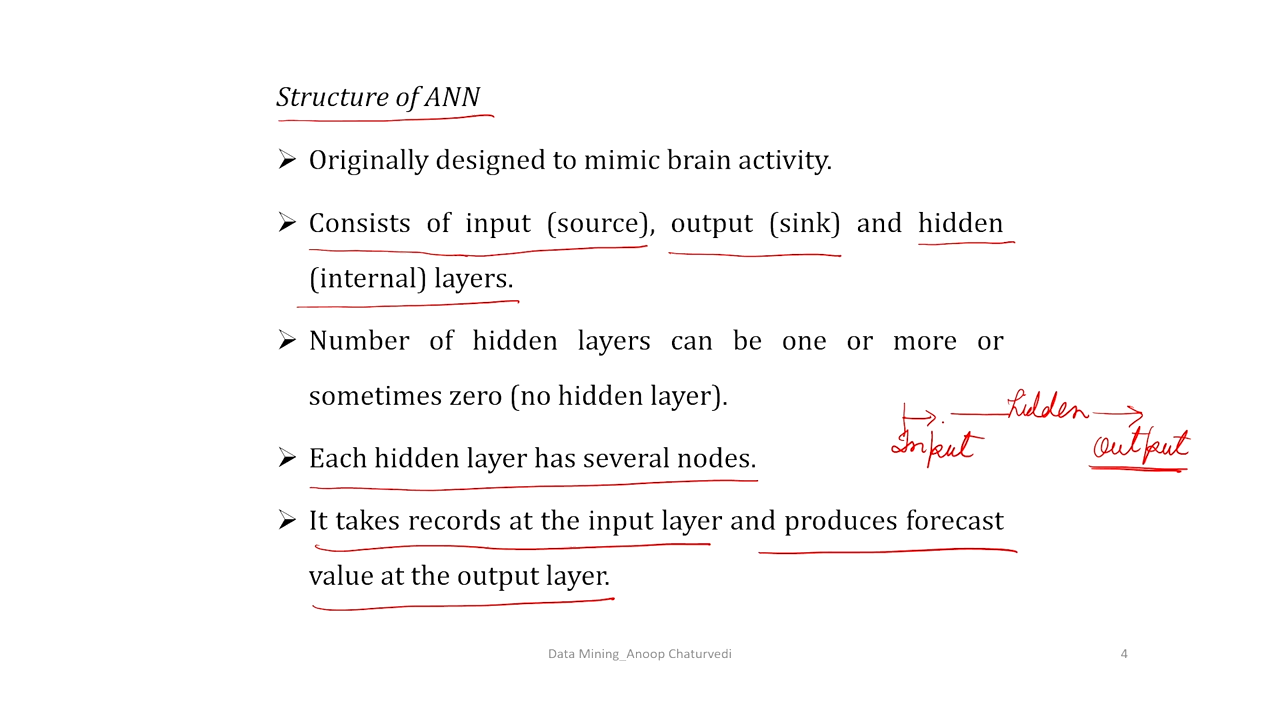 Structure of ANN
➢ Originally designed to mimic brain activity.
➢ Consists of input (source), output (sink) and hidden
(internal) layers.
➢ Number of hidden layers can be one or more or
sometimes zero (no hidden layer).
hidden
Input
output
➢ Each hidden layer has several nodes.
➢ It takes records at the input layer and produces forecast
value at the output layer.
Data Mining_Anoop Chaturvedi
4